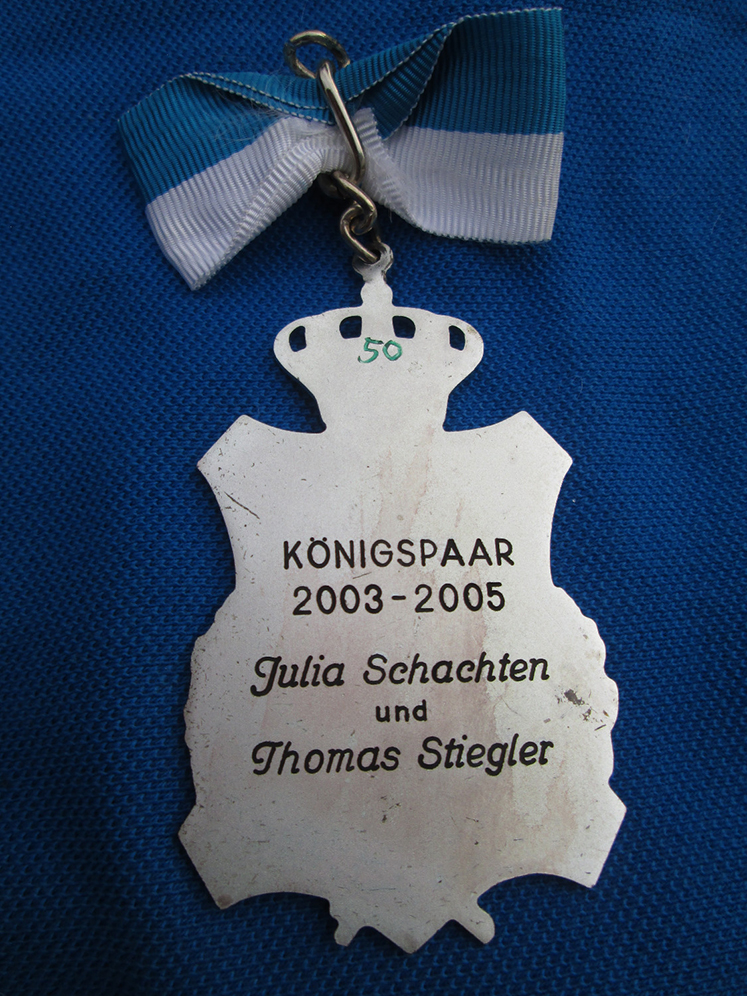 50
KÖNIGSPAAR
2003-2005
Julia Schachten
und
Thomas Stiegler